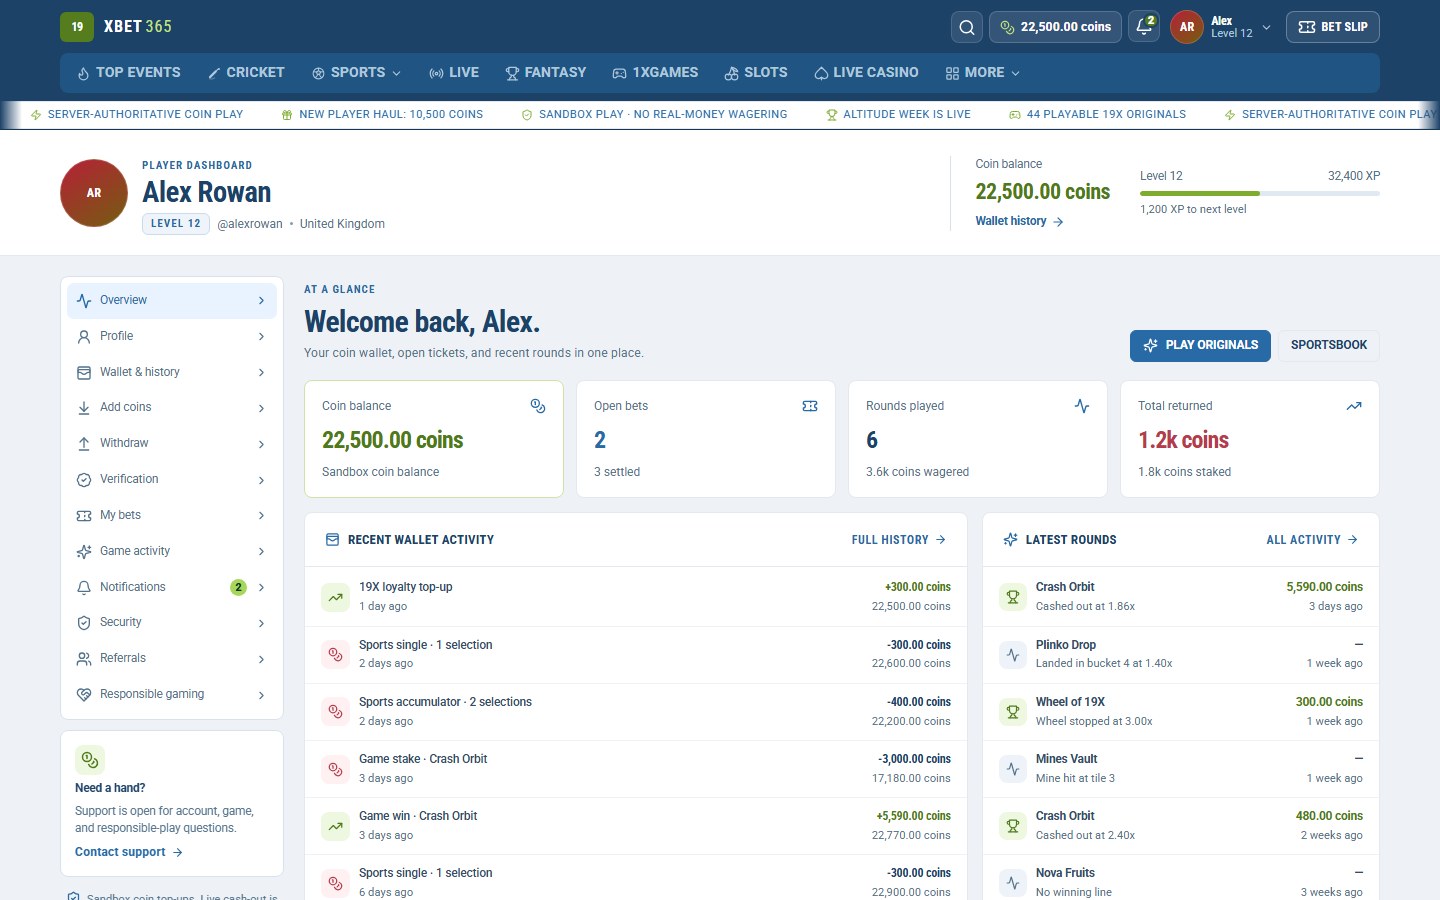 19 XBET 365
22,500.00 coins
2
AR
Alex
Level 12
BET SLIP
TOP EVENTS
CRICKET
SPORTS
LIVE
FANTASY
1XGAMES
SLOTS
LIVE CASINO
MORE
SERVER-AUTHORITATIVE COIN PLAY
NEW PLAYER HAUL: 10,500 COINS
SANDBOX PLAY · NO REAL-MONEY WAGERING
ALTITUDE WEEK IS LIVE
44 PLAYABLE 19X ORIGINALS
SERVER-AUTHORITATIVE COIN PLAY
AR
PLAYER DASHBOARD
Alex Rowan
LEVEL 12 @alexrowan • United Kingdom
Coin balance
22,500.00 coins
Wallet history
Level 12 32,400 XP
1,200 XP to next level
Overview
Profile
Wallet & history
Add coins
Withdraw
Verification
My bets
Game activity
Notifications 2
Security
Referrals
Responsible gaming
Need a hand?
Support is open for account, game,
and responsible-play questions.
Contact support
Sandbox coin top-ups. Live cash-out is
AT A GLANCE
Welcome back, Alex.
Your coin wallet, open tickets, and recent rounds in one place.
PLAY ORIGINALS
SPORTSBOOK
Coin balance
22,500.00 coins
Sandbox coin balance
Open bets
2
3 settled
Rounds played
6
3.6k coins wagered
Total returned
1.2k coins
1.8k coins staked
RECENT WALLET ACTIVITY FULL HISTORY
19X loyalty top-up +300.00 coins
1 day ago 22,500.00 coins
Sports single · 1 selection -300.00 coins
2 days ago 22,600.00 coins
Sports accumulator · 2 selections -400.00 coins
2 days ago 22,200.00 coins
Game stake · Crash Orbit -3,000.00 coins
3 days ago 17,180.00 coins
Game win · Crash Orbit +5,590.00 coins
3 days ago 22,770.00 coins
Sports single · 1 selection -300.00 coins
6 days ago 22,900.00 coins
LATEST ROUNDS ALL ACTIVITY
Crash Orbit 5,590.00 coins
Cashed out at 1.86x 3 days ago
Plinko Drop —
Landed in bucket 4 at 1.40x 1 week ago
Wheel of 19X 300.00 coins
Wheel stopped at 3.00x 1 week ago
Mines Vault —
Mine hit at tile 3 1 week ago
Crash Orbit 480.00 coins
Cashed out at 2.40x 2 weeks ago
Nova Fruits —
No winning line 3 weeks ago